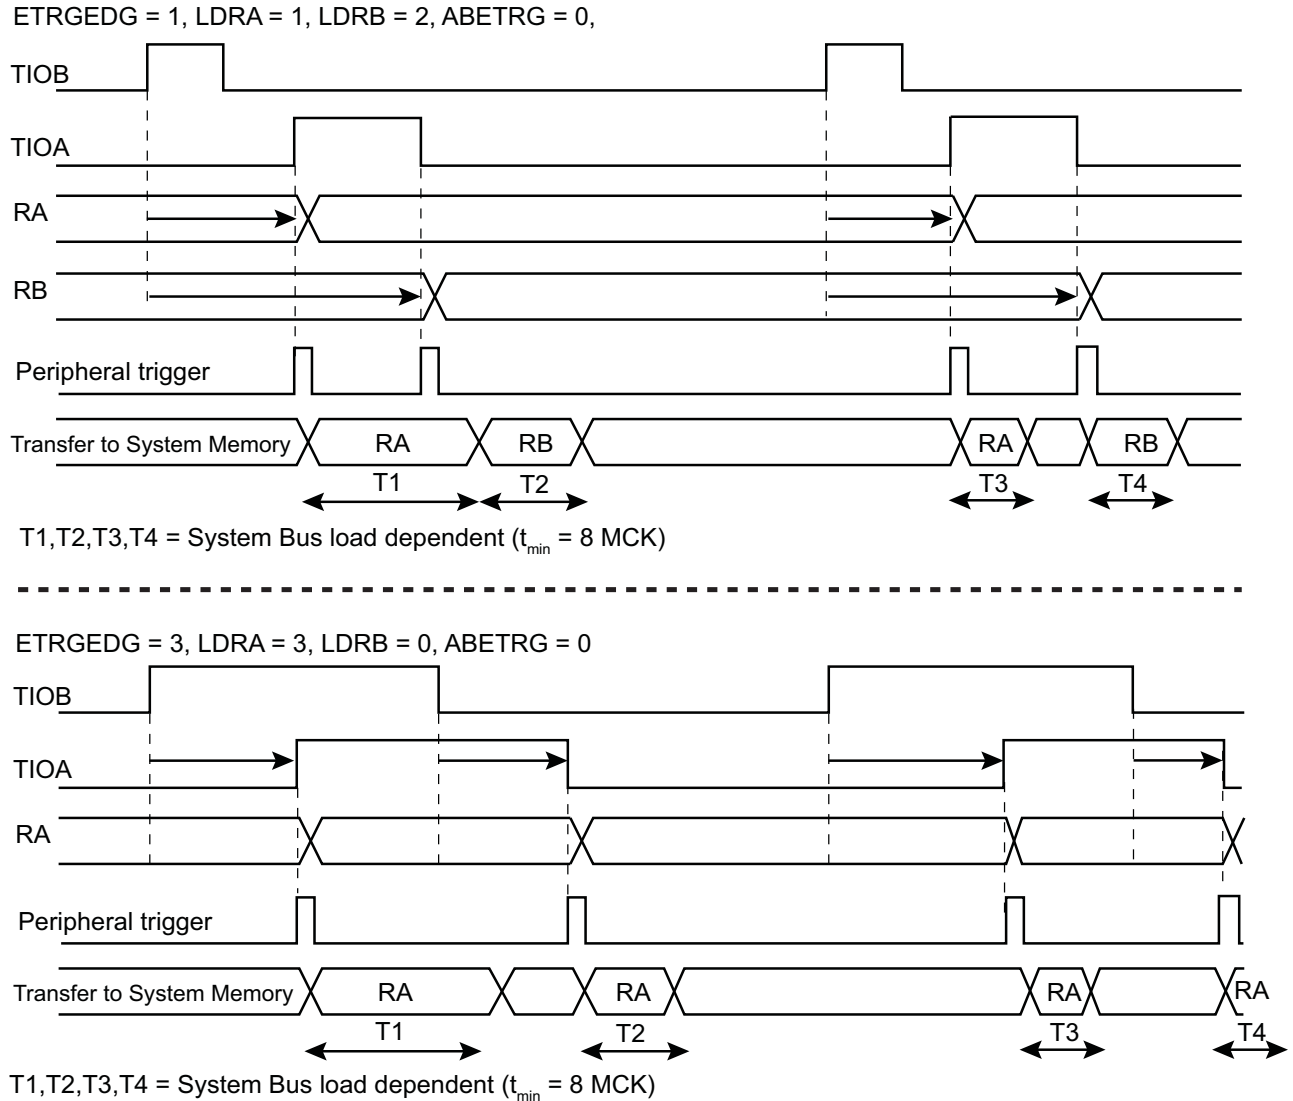 ETRGEDG = 1, LDRA = 1, LDRB = 2, ABETRG = 0,
TIOB
TIOA
RA
RB
Peripheral trigger
Transfer to System Memory RA RB RA RB
T1 T2 T3 T4
T1,T2,T3,T4 = System Bus load dependent (tmin = 8 MCK)
ETRGEDG = 3, LDRA = 3, LDRB = 0, ABETRG = 0
TIOB
TIOA
RA
Peripheral trigger
Transfer to System Memory RA RA RA RA
T1 T2 T3 T4
T1,T2,T3,T4 = System Bus load dependent (tmin = 8 MCK)